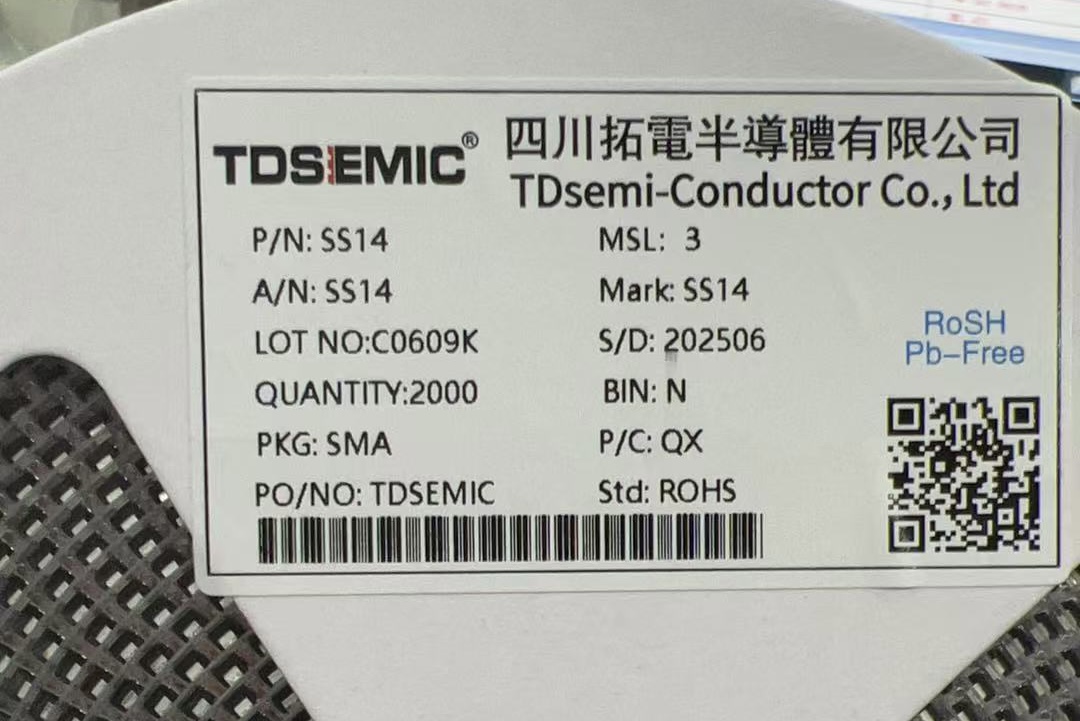 TDSEMIC®
四川拓電半導體有限公司
TDsemi-Conductor Co., Ltd
P/N: SS14
MSL: 3
A/N: SS14
Mark: SS14
LOT NO:C0609K
S/D: 202506
RoSH
Pb-Free
QUANTITY:2000
BIN: N
PKG: SMA
P/C: QX
PO/NO: TDSEMIC
Std: ROHS